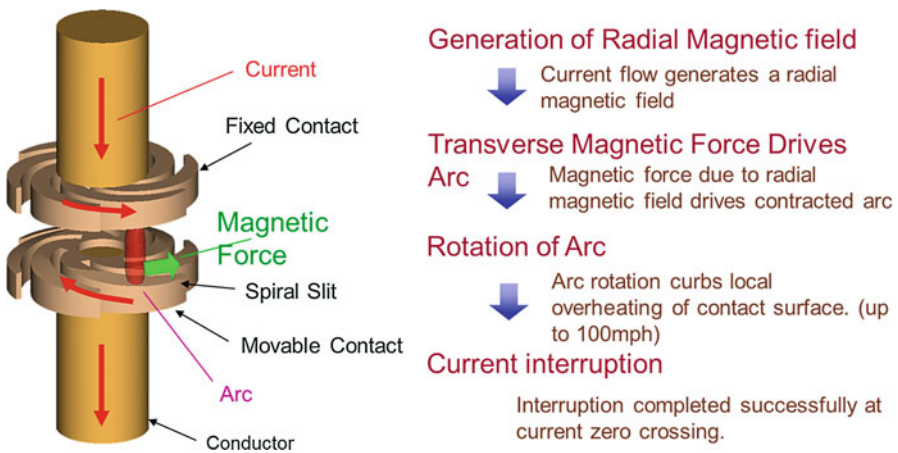 Current
Fixed Contact
Magnetic
Force
Spiral Slit
Movable Contact
Arc
Conductor
Generation of Radial Magnetic field
Current flow generates a radial
magnetic field
Transverse Magnetic Force Drives
Arc
Magnetic force due to radial
magnetic field drives contracted arc
Rotation of Arc
Arc rotation curbs local
overheating of contact surface. (up
to 100mph)
Current interruption
Interruption completed successfully at
current zero crossing.